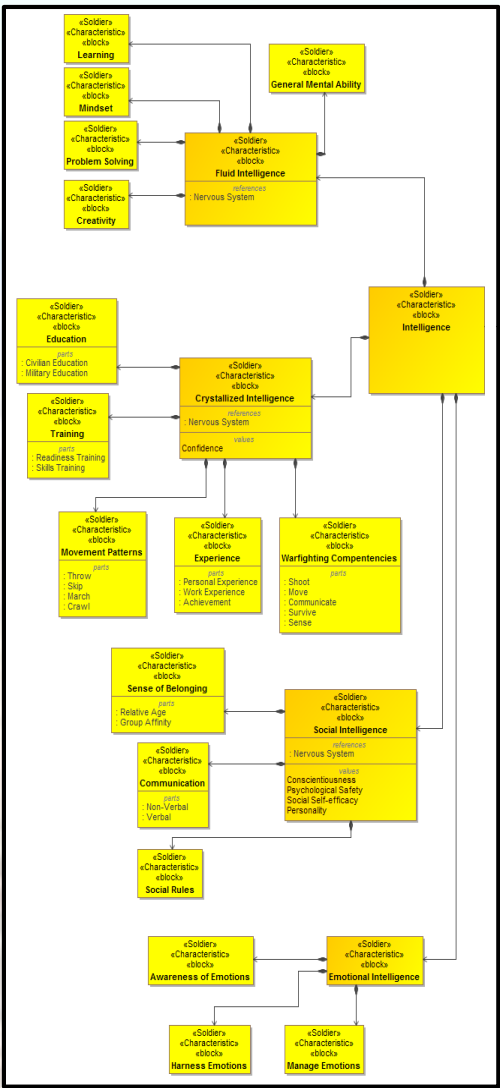 «Soldier»
«Characteristic»
«block»
Learning
«Soldier»
«Characteristic»
«block»
Mindset
«Soldier»
«Characteristic»
«block»
Problem Solving
«Soldier»
«Characteristic»
«block»
Creativity
«Soldier»
«Characteristic»
«block»
General Mental Ability
«Soldier»
«Characteristic»
«block»
Fluid Intelligence
references
: Nervous System
«Soldier»
«Characteristic»
«block»
Intelligence
«Soldier»
«Characteristic»
«block»
Education
parts
: Civilian Education
: Military Education
«Soldier»
«Characteristic»
«block»
Training
parts
: Readiness Training
: Skills Training
«Soldier»
«Characteristic»
«block»
Crystallized Intelligence
references
: Nervous System
values
Confidence
«Soldier»
«Characteristic»
«block»
Movement Patterns
parts
: Throw
: Skip
: March
: Crawl
«Soldier»
«Characteristic»
«block»
Experience
parts
: Personal Experience
: Work Experience
: Achievement
«Soldier»
«Characteristic»
«block»
Warfighting Compentencies
parts
: Shoot
: Move
: Communicate
: Survive
: Sense
«Soldier»
«Characteristic»
«block»
Sense of Belonging
parts
: Relative Age
: Group Affinity
«Soldier»
«Characteristic»
«block»
Communication
parts
: Non-Verbal
: Verbal
«Soldier»
«Characteristic»
«block»
Social Rules
«Soldier»
«Characteristic»
«block»
Social Intelligence
references
: Nervous System
values
Conscientiousness
Psychological Safety
Social Self-efficacy
Personality
«Soldier»
«Characteristic»
«block»
Awareness of Emotions
«Soldier»
«Characteristic»
«block»
Emotional Intelligence
«Soldier»
«Characteristic»
«block»
Harness Emotions
«Soldier»
«Characteristic»
«block»
Manage Emotions